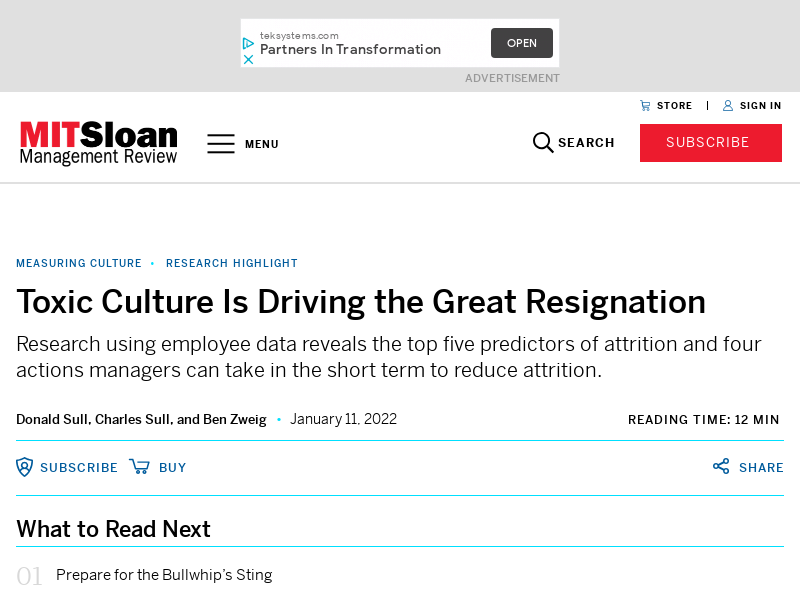 teksystems.com
Partners In Transformation
OPEN
ADVERTISEMENT
STORE | SIGN IN
MITSloan
Management Review
MENU
SEARCH
SUBSCRIBE
MEASURING CULTURE • RESEARCH HIGHLIGHT
Toxic Culture Is Driving the Great Resignation
Research using employee data reveals the top five predictors of attrition and four
actions managers can take in the short term to reduce attrition.
Donald Sull, Charles Sull, and Ben Zweig • January 11, 2022
READING TIME: 12 MIN
SUBSCRIBE BUY
SHARE
What to Read Next
01 Prepare for the Bullwhip’s Sting